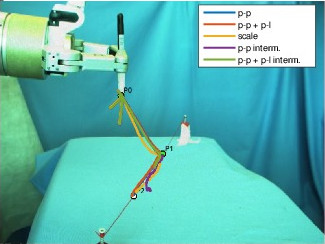 p-p
p-p + p-l
scale
p-p interm.
p-p + p-l interm.
P0
P1